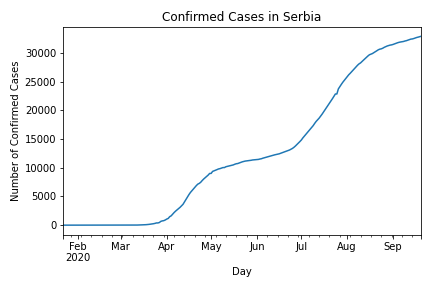 Confirmed Cases in Serbia
Number of Confirmed Cases
30000
25000
20000
15000
10000
5000
0
Feb Mar Apr May Jun Jul Aug Sep
2020
Day